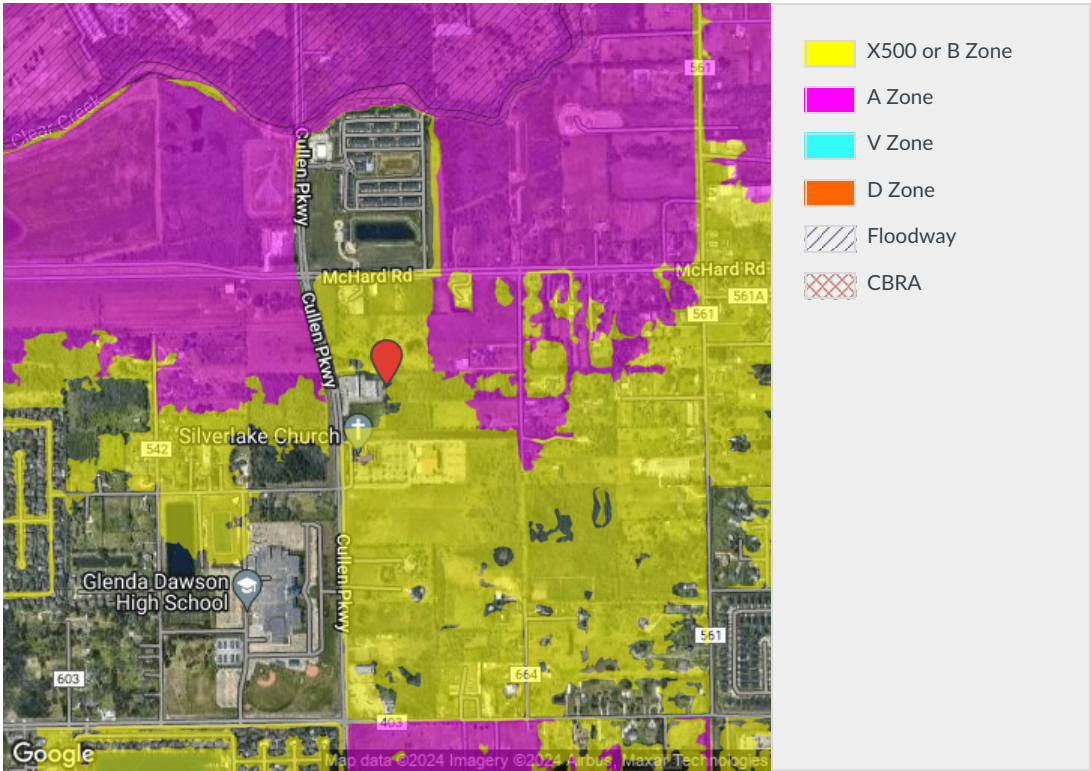 561
Clear Creek
Cullen Pkwy
McHard Rd
McHard Rd
561A
561
Cullen Pkwy
Silverlake Church
542
Cullen Pkwy
Glenda Dawson
High School
561
664
603
403
Google
Map data ©2024 Imagery ©2024 Airbus, Maxar Technologies
X500 or B Zone
A Zone
V Zone
D Zone
Floodway
CBRA